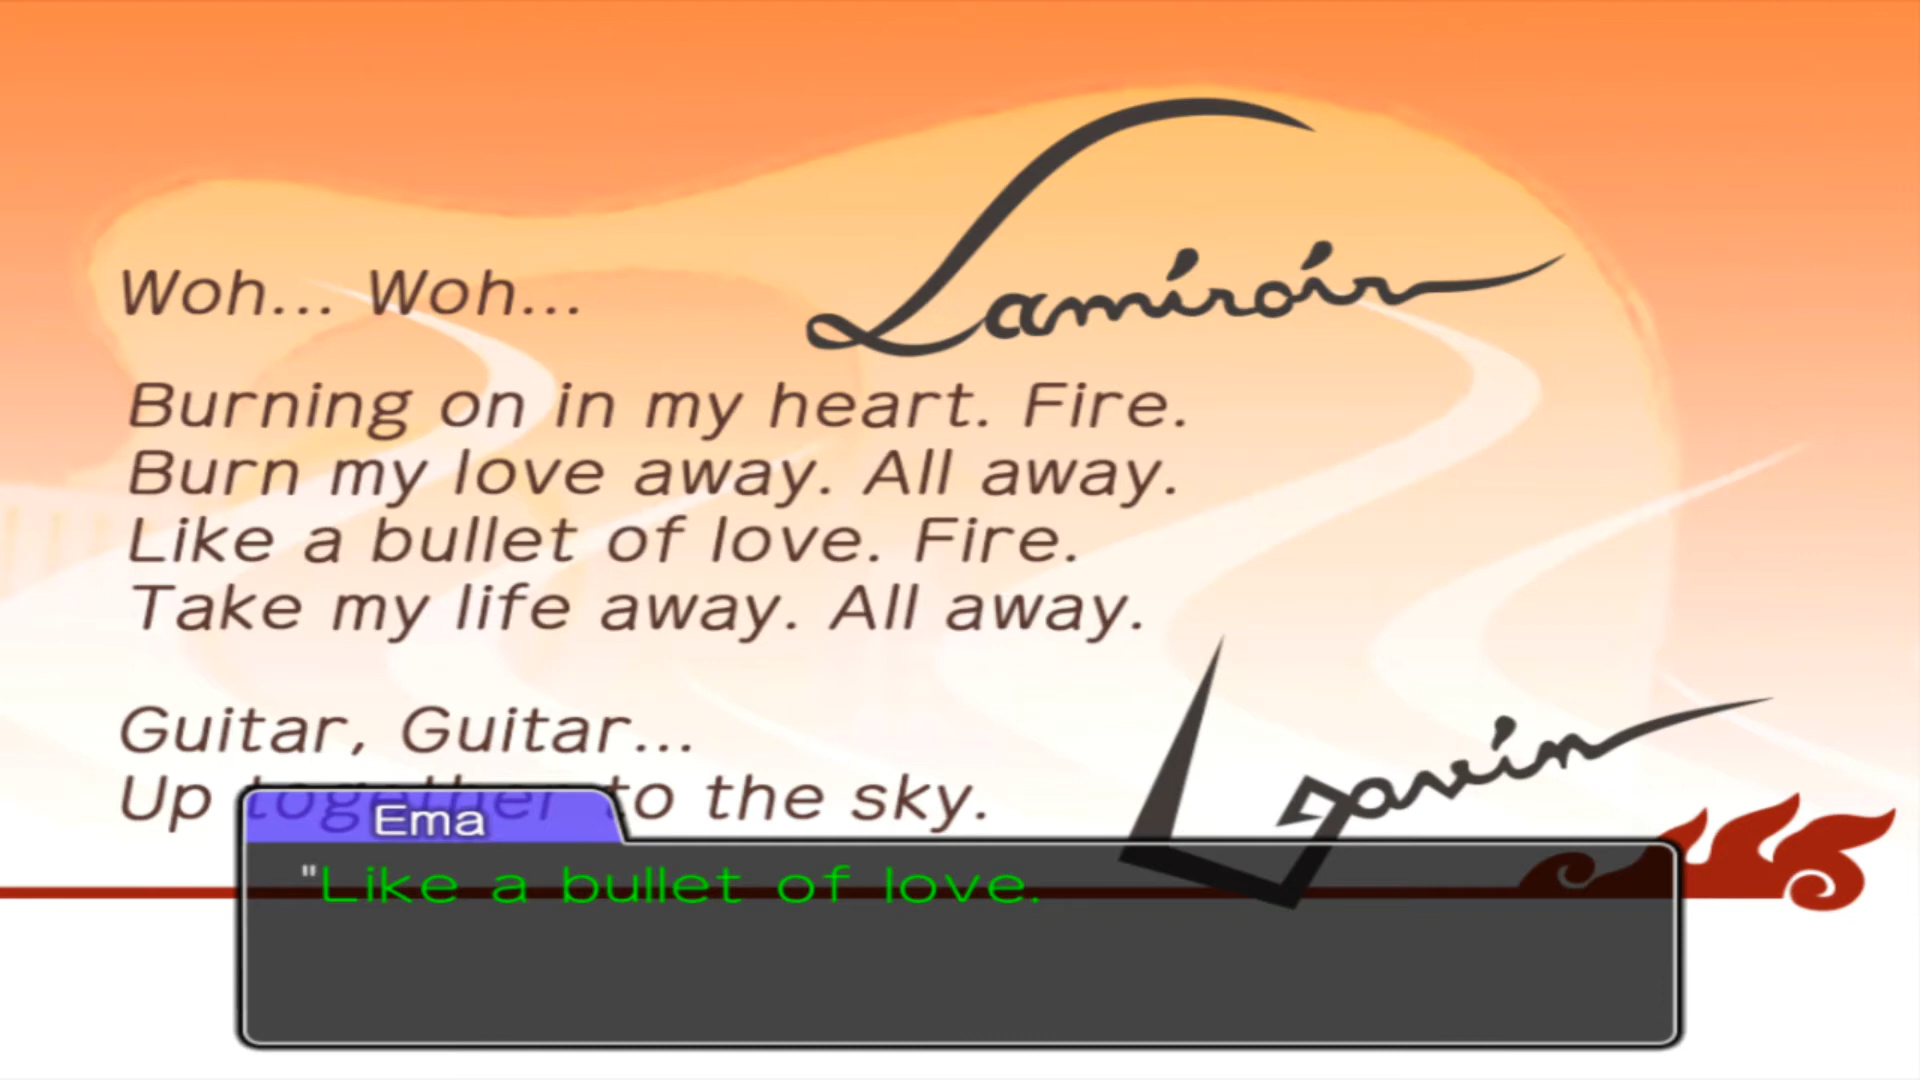 Lamiroir
Woh... Woh...
Burning on in my heart. Fire.
Burn my love away. All away.
Like a bullet of love. Fire.
Take my life away. All away.
Guitar, Guitar...
Up together to the sky.
Gavin
Ema
"Like a bullet of love.